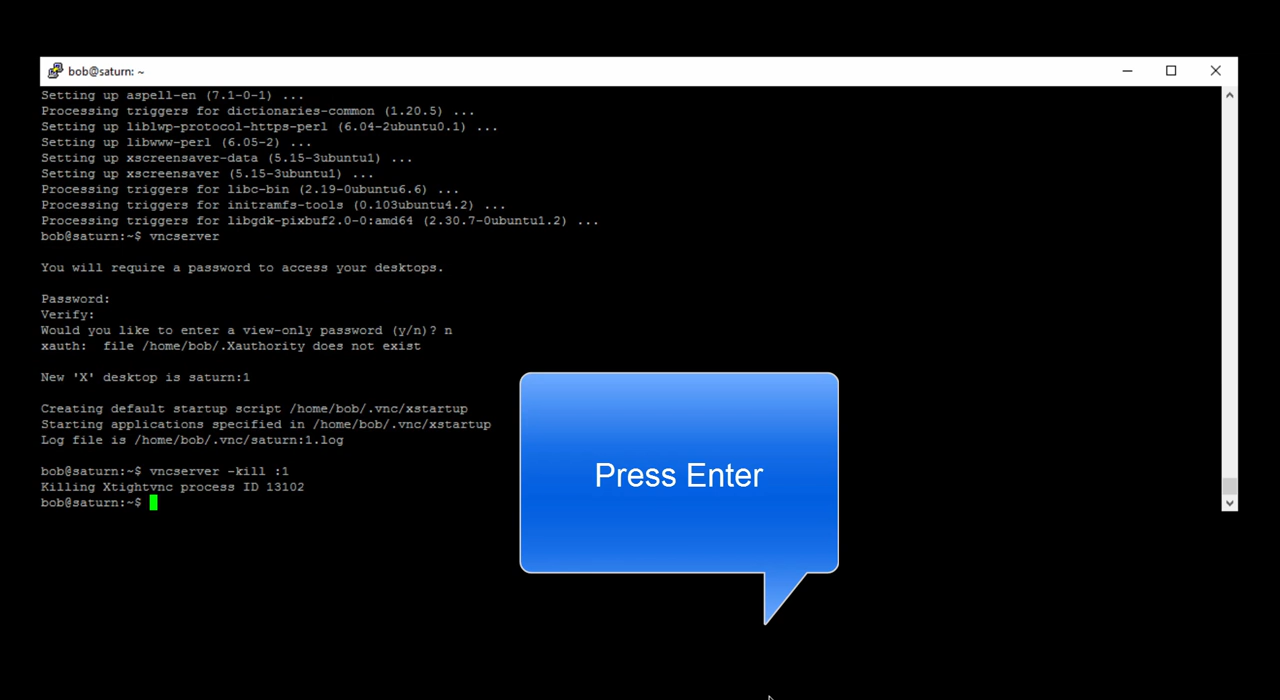 bob@saturn: ~
Setting up aspell-en (7.1-0-1) ...
Processing triggers for dictionaries-common (1.20.5) ...
Setting up liblwp-protocol-https-perl (6.04-2ubuntu0.1) ...
Setting up libwww-perl (6.05-2) ...
Setting up xscreensaver-data (5.15-3ubuntu1) ...
Setting up xscreensaver (5.15-3ubuntu1) ...
Processing triggers for libc-bin (2.19-0ubuntu6.6) ...
Processing triggers for initramfs-tools (0.103ubuntu4.2) ...
Processing triggers for libgdk-pixbuf2.0-0:amd64 (2.30.7-0ubuntu1.2) ...
bob@saturn:~$ vncserver
You will require a password to access your desktops.
Password:
Verify:
Would you like to enter a view-only password (y/n)? n
xauth:  file /home/bob/.Xauthority does not exist
New 'X' desktop is saturn:1
Creating default startup script /home/bob/.vnc/xstartup
Starting applications specified in /home/bob/.vnc/xstartup
Log file is /home/bob/.vnc/saturn:1.log
bob@saturn:~$ vncserver -kill :1
Killing Xtightvnc process ID 13102
bob@saturn:~$
Press Enter